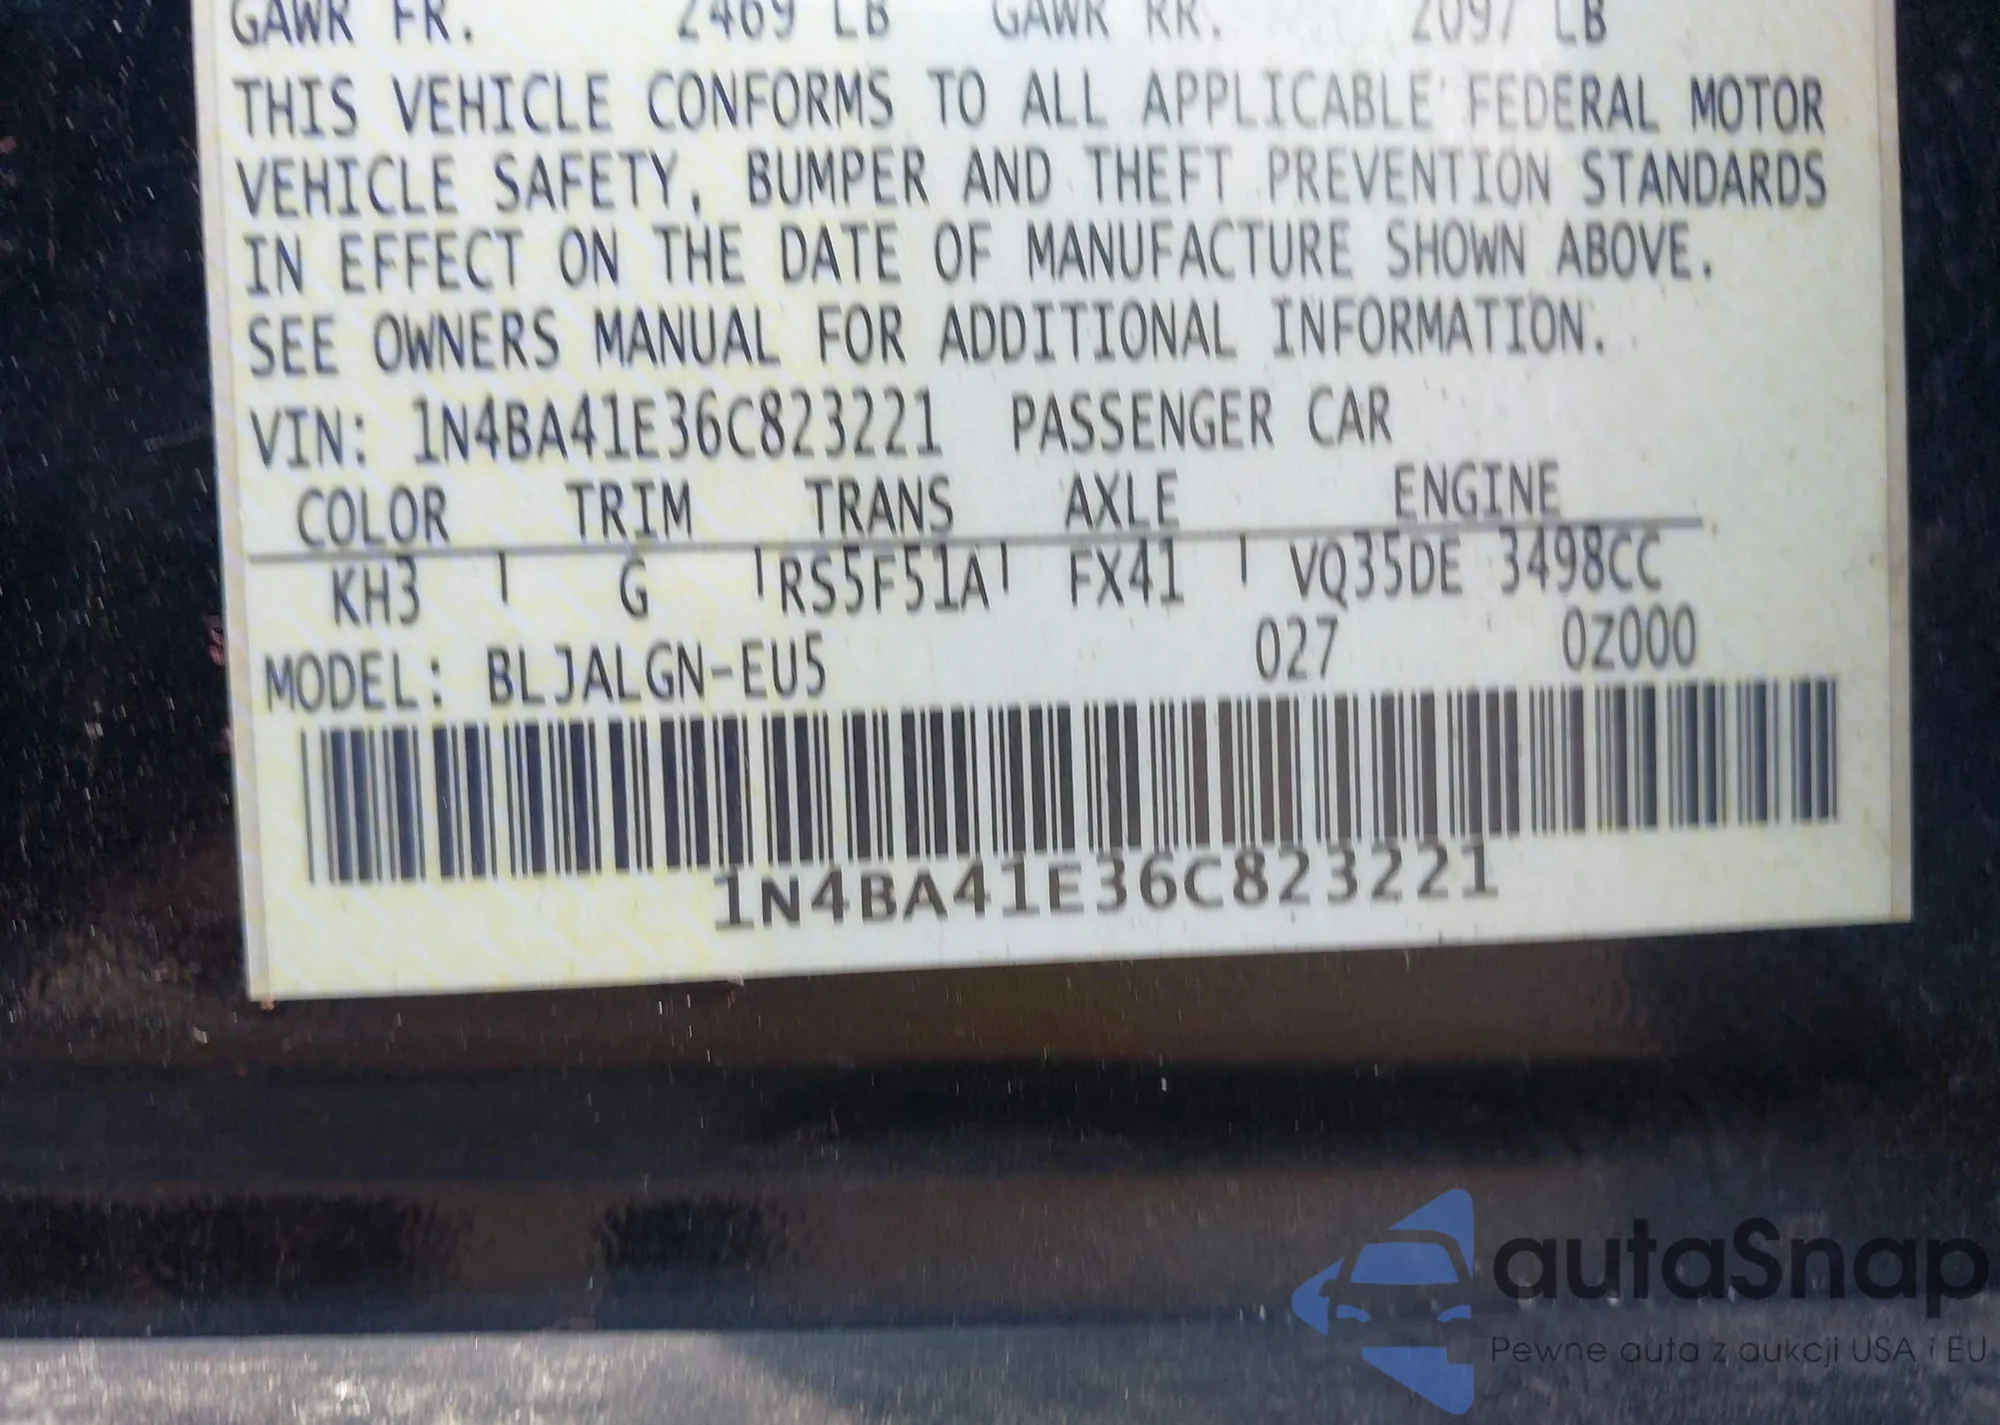 GAWR FR. 2469 LB GAWR RR. 2097 LB
THIS VEHICLE CONFORMS TO ALL APPLICABLE FEDERAL MOTOR
VEHICLE SAFETY, BUMPER AND THEFT PREVENTION STANDARDS
IN EFFECT ON THE DATE OF MANUFACTURE SHOWN ABOVE.
SEE OWNERS MANUAL FOR ADDITIONAL INFORMATION.
VIN: 1N4BA41E36C823221 PASSENGER CAR
COLOR TRIM TRANS AXLE ENGINE
KH3 G RS5F51A FX41 VQ35DE 3498CC
MODEL: BLJALGN-EU5 027 0Z000
1N4BA41E36C823221
autaSnap
Pewne auta z aukcji USA i EU